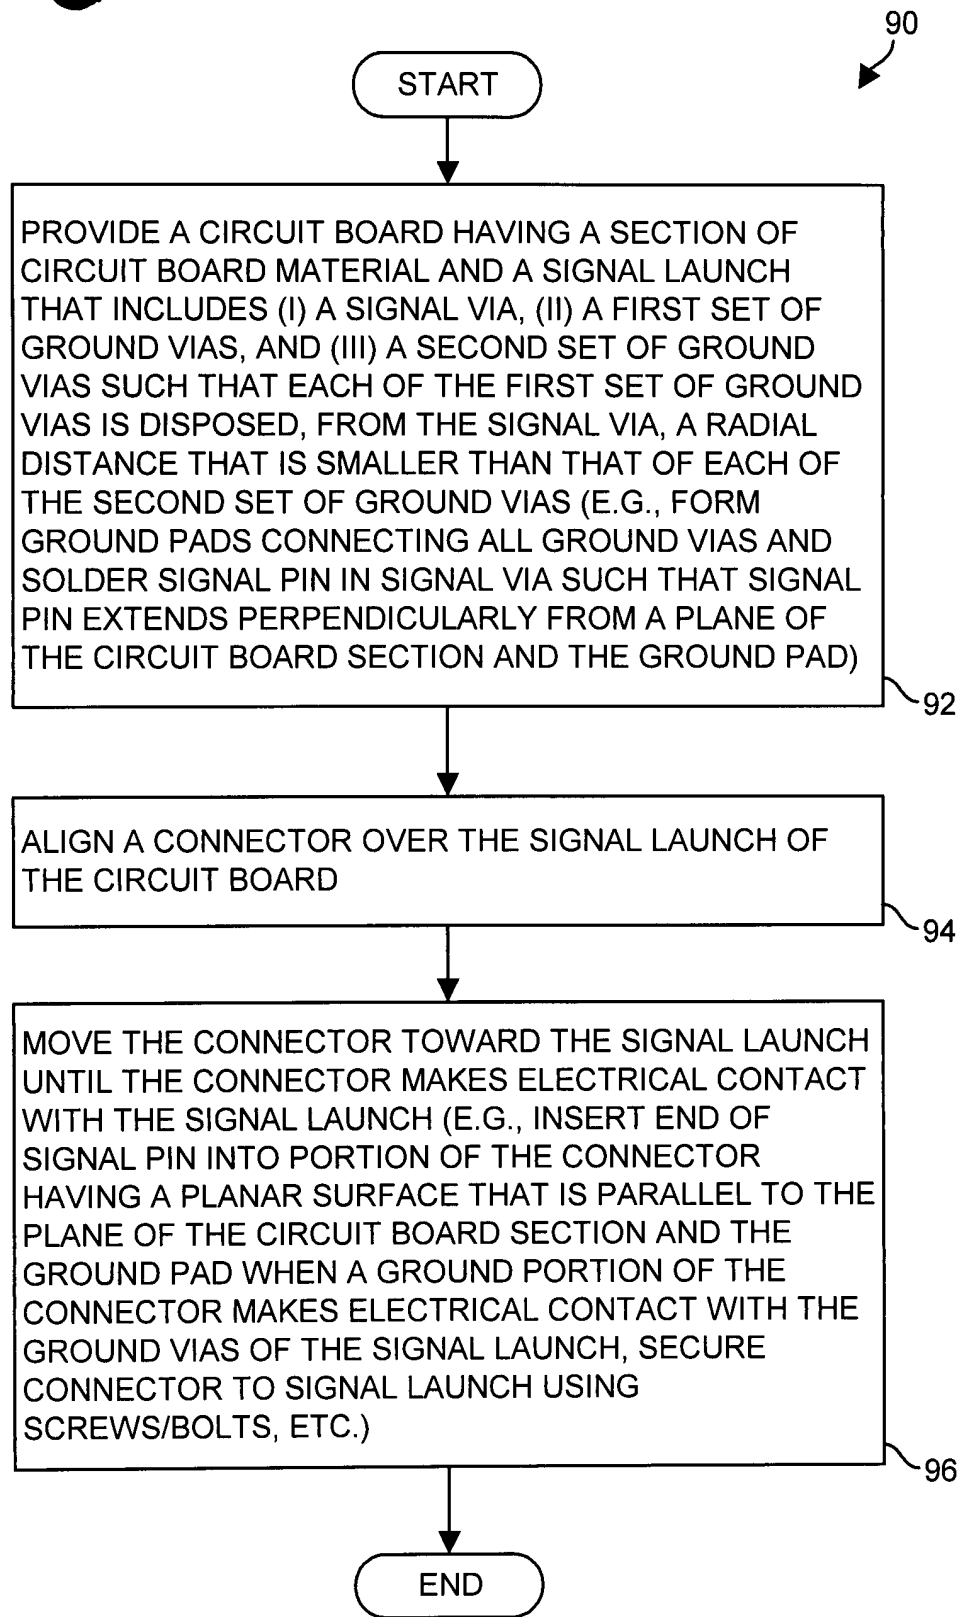 90
START
PROVIDE A CIRCUIT BOARD HAVING A SECTION OF
CIRCUIT BOARD MATERIAL AND A SIGNAL LAUNCH
THAT INCLUDES (I) A SIGNAL VIA, (II) A FIRST SET OF
GROUND VIAS, AND (III) A SECOND SET OF GROUND
VIAS SUCH THAT EACH OF THE FIRST SET OF GROUND
VIAS IS DISPOSED, FROM THE SIGNAL VIA, A RADIAL
DISTANCE THAT IS SMALLER THAN THAT OF EACH OF
THE SECOND SET OF GROUND VIAS (E.G., FORM
GROUND PADS CONNECTING ALL GROUND VIAS AND
SOLDER SIGNAL PIN IN SIGNAL VIA SUCH THAT SIGNAL
PIN EXTENDS PERPENDICULARLY FROM A PLANE OF
THE CIRCUIT BOARD SECTION AND THE GROUND PAD)
92
ALIGN A CONNECTOR OVER THE SIGNAL LAUNCH OF
THE CIRCUIT BOARD
94
MOVE THE CONNECTOR TOWARD THE SIGNAL LAUNCH
UNTIL THE CONNECTOR MAKES ELECTRICAL CONTACT
WITH THE SIGNAL LAUNCH (E.G., INSERT END OF
SIGNAL PIN INTO PORTION OF THE CONNECTOR
HAVING A PLANAR SURFACE THAT IS PARALLEL TO THE
PLANE OF THE CIRCUIT BOARD SECTION AND THE
GROUND PAD WHEN A GROUND PORTION OF THE
CONNECTOR MAKES ELECTRICAL CONTACT WITH THE
GROUND VIAS OF THE SIGNAL LAUNCH, SECURE
CONNECTOR TO SIGNAL LAUNCH USING
SCREWS/BOLTS, ETC.)
96
END